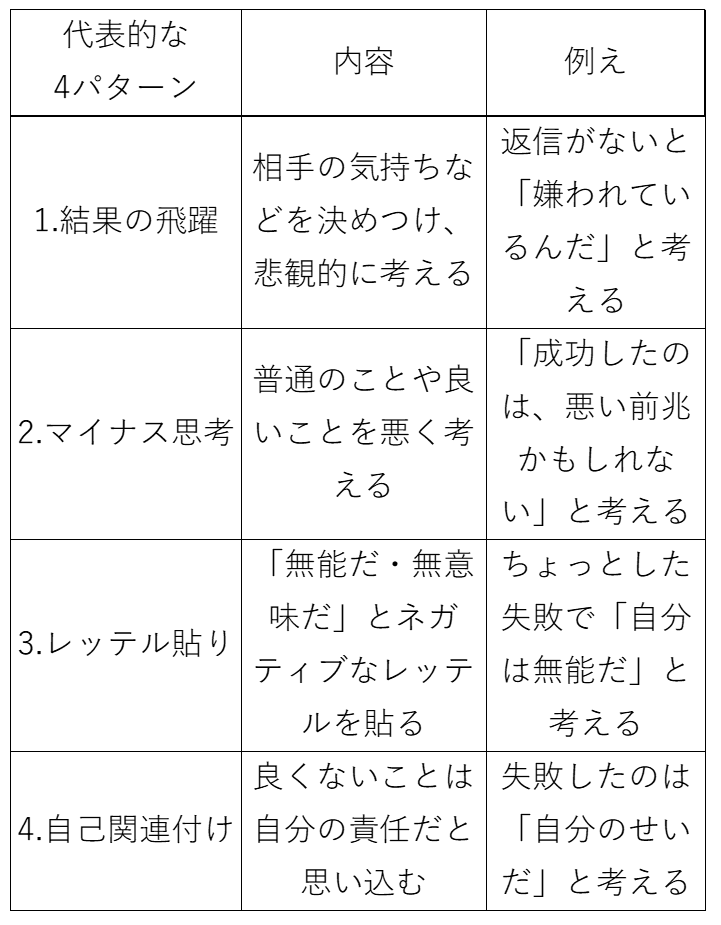 代表的な
4パターン
内容
例え
1.結果の飛躍
相手の気持ちな
どを決めつけ、
悲観的に考える
返信がないと
「嫌われてい
るんだ」と考
える
2.マイナス思考
普通のことや良
いことを悪く考
える
「成功したの
は、悪い前兆
かもしれな
い」と考える
3.レッテル貼り
「無能だ・無意
味だ」とネガ
ティブなレッテ
ルを貼る
ちょっとした
失敗で「自分
は無能だ」と
考える
4.自己関連付け
良くないことは
自分の責任だと
思い込む
失敗したのは
「自分のせい
だ」と考える